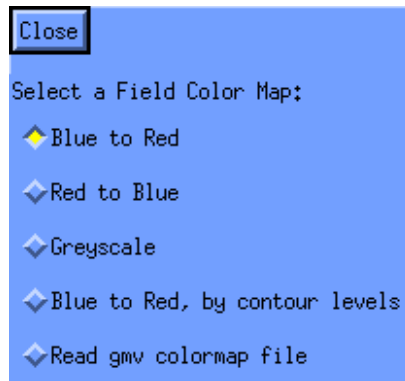 Close
Select a Field Color Map:
Blue to Red
Red to Blue
Greyscale
Blue to Red, by contour levels
Read gmv colormap file